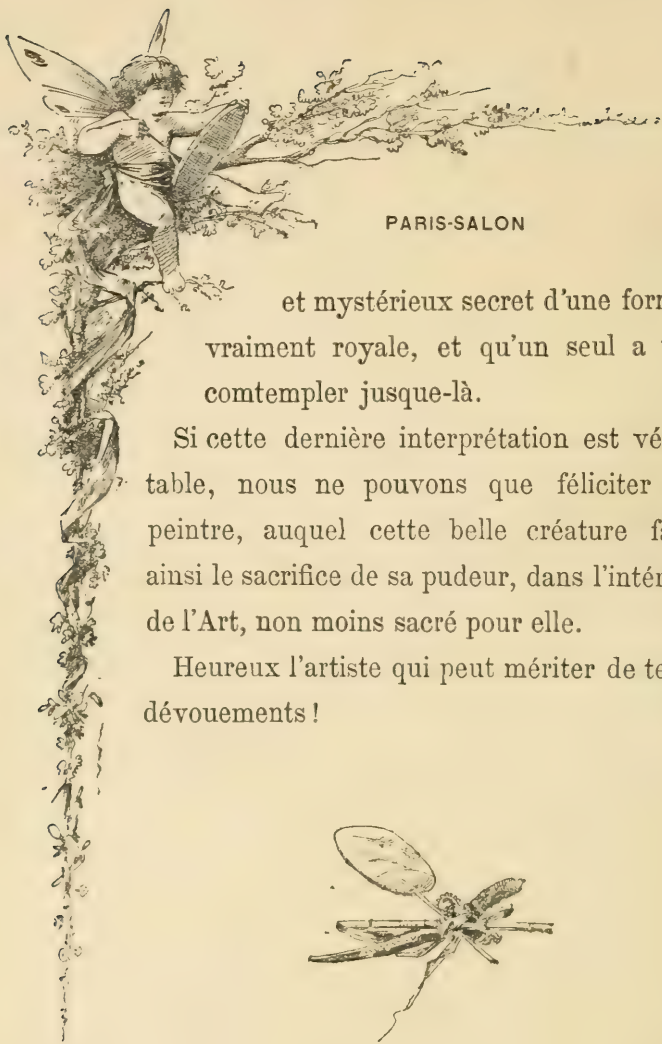 PARIS-SALON
et mystérieux secret d'une for
vraiment royale, et qu'un seul a
comtempler jusque-là.
Si cette dernière interprétation est vé
table, nous ne pouvons que féliciter
peintre, auquel cette belle créature fa
ainsi le sacrifice de sa pudeur, dans l'intér
de l'Art, non moins sacré pour elle.
Heureux l'artiste qui peut mériter de te
dévouements !